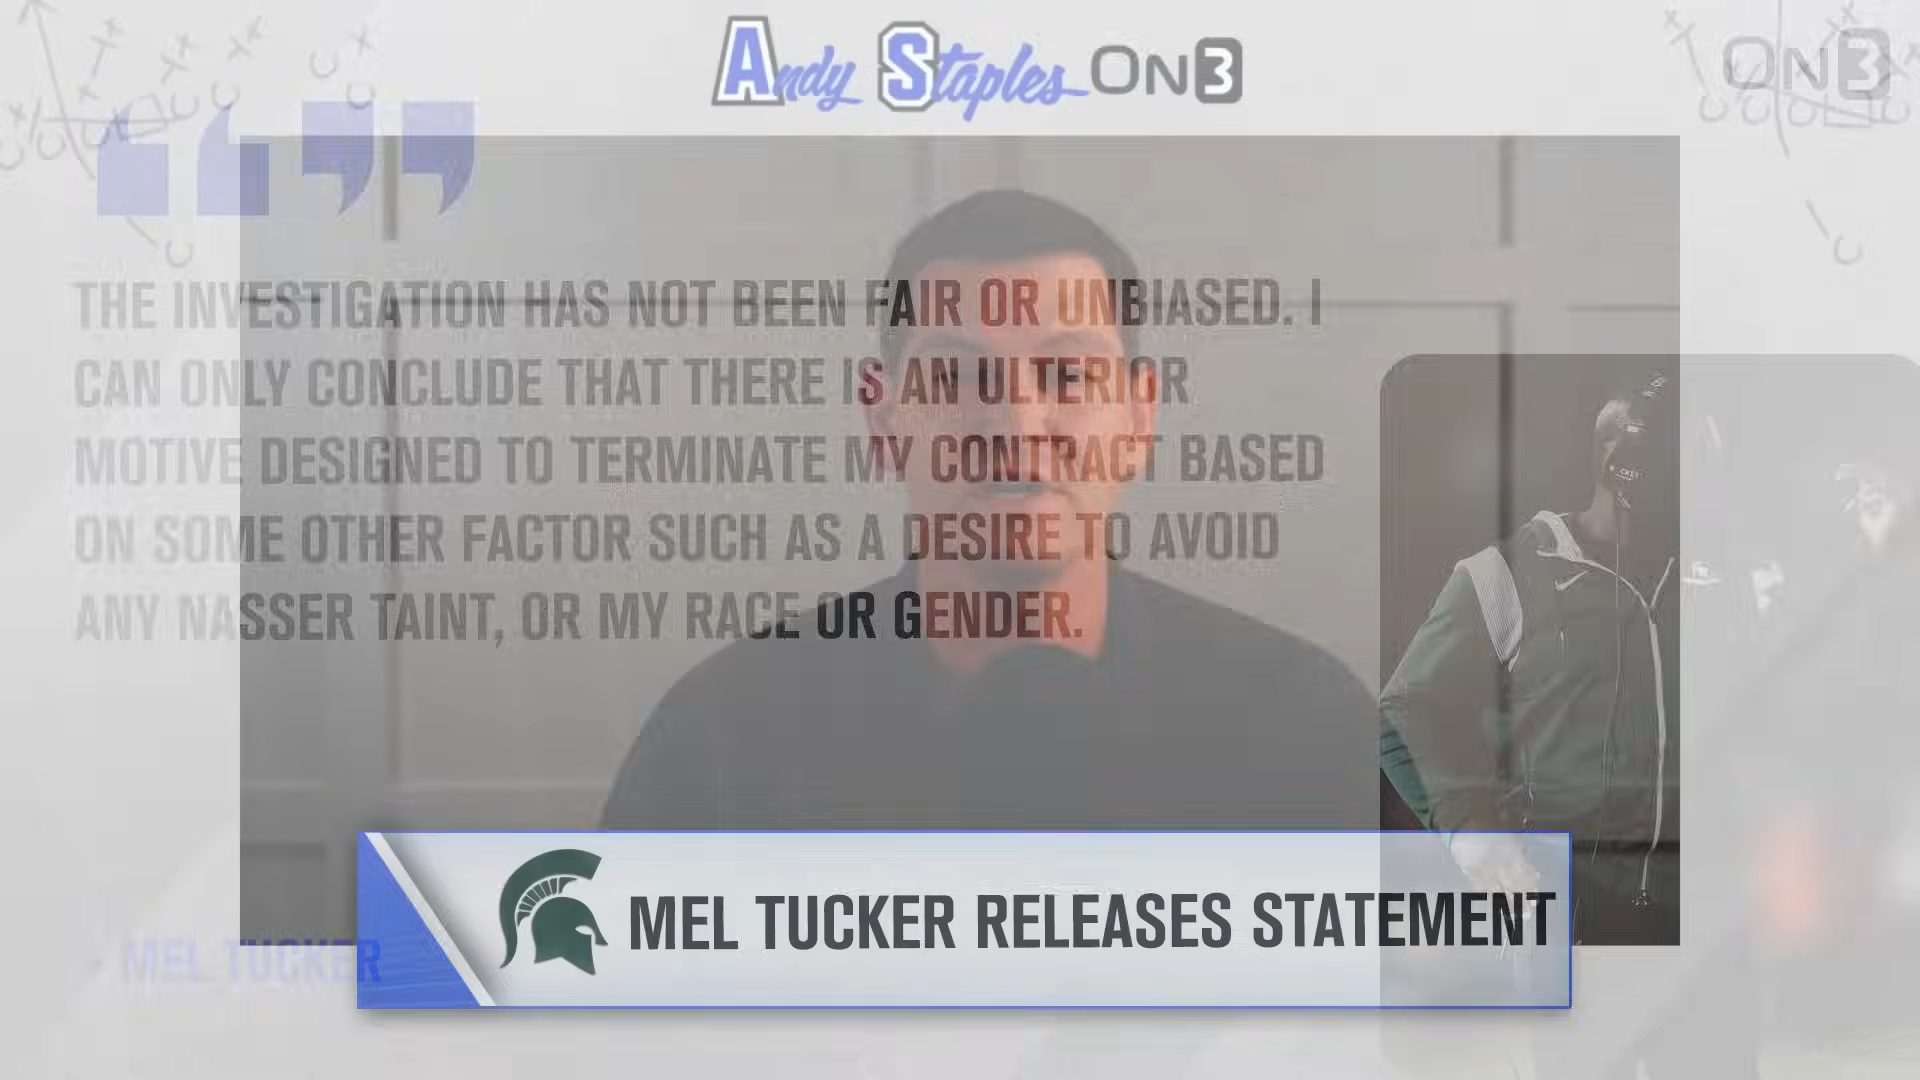 Andy Staples ON3
ON3
THE INVESTIGATION HAS NOT BEEN FAIR OR UNBIASED. I
CAN ONLY CONCLUDE THAT THERE IS AN ULTERIOR
MOTIVE DESIGNED TO TERMINATE MY CONTRACT BASED
ON SOME OTHER FACTOR SUCH AS A DESIRE TO AVOID
ANY NASSER TAINT, OR MY RACE OR GENDER.
- MEL TUCKER
MEL TUCKER RELEASES STATEMENT